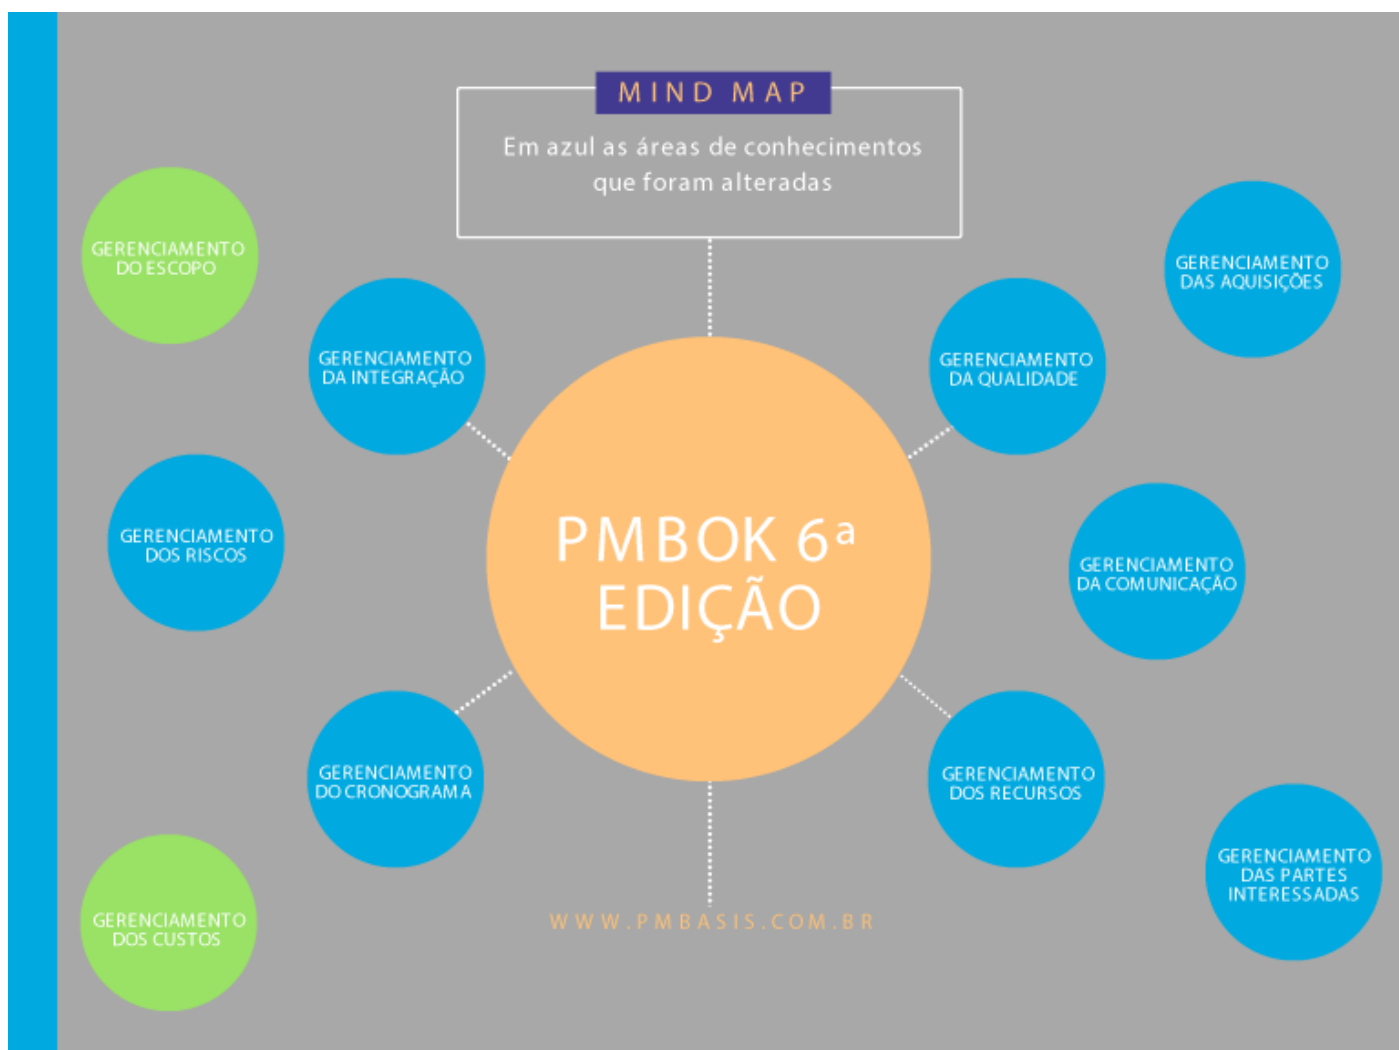 MIND MAP
Em azul as áreas de conhecimentos
que foram alteradas
GERENCIAMENTO
DO ESCOPO
GERENCIAMENTO
DA INTEGRAÇÃO
GERENCIAMENTO
DA QUALIDADE
GERENCIAMENTO
DAS AQUISIÇÕES
GERENCIAMENTO
DOS RISCOS
PMBOK 6ª
EDIÇÃO
GERENCIAMENTO
DA COMUNICAÇÃO
GERENCIAMENTO
DO CRONOGRAMA
GERENCIAMENTO
DOS RECURSOS
GERENCIAMENTO
DOS CUSTOS
GERENCIAMENTO
DAS PARTES
INTERESSADAS
WWW.PMBASIS.COM.BR